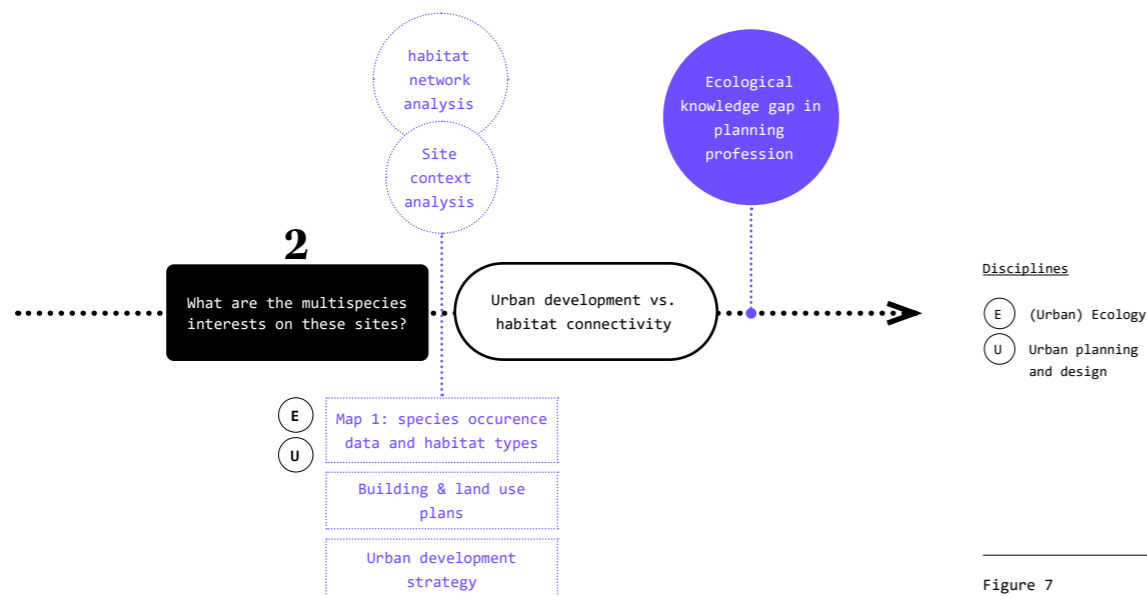 habitat
network
analysis
Site
context
analysis
Ecological
knowledge gap in
planning
profession
2
What are the multispecies
interests on these sites?
Urban development vs.
habitat connectivity
E
U
Map 1: species occurence
data and habitat types
Building & land use
plans
Urban development
strategy
Disciplines
E (Urban) Ecology
U Urban planning
and design
Figure 7